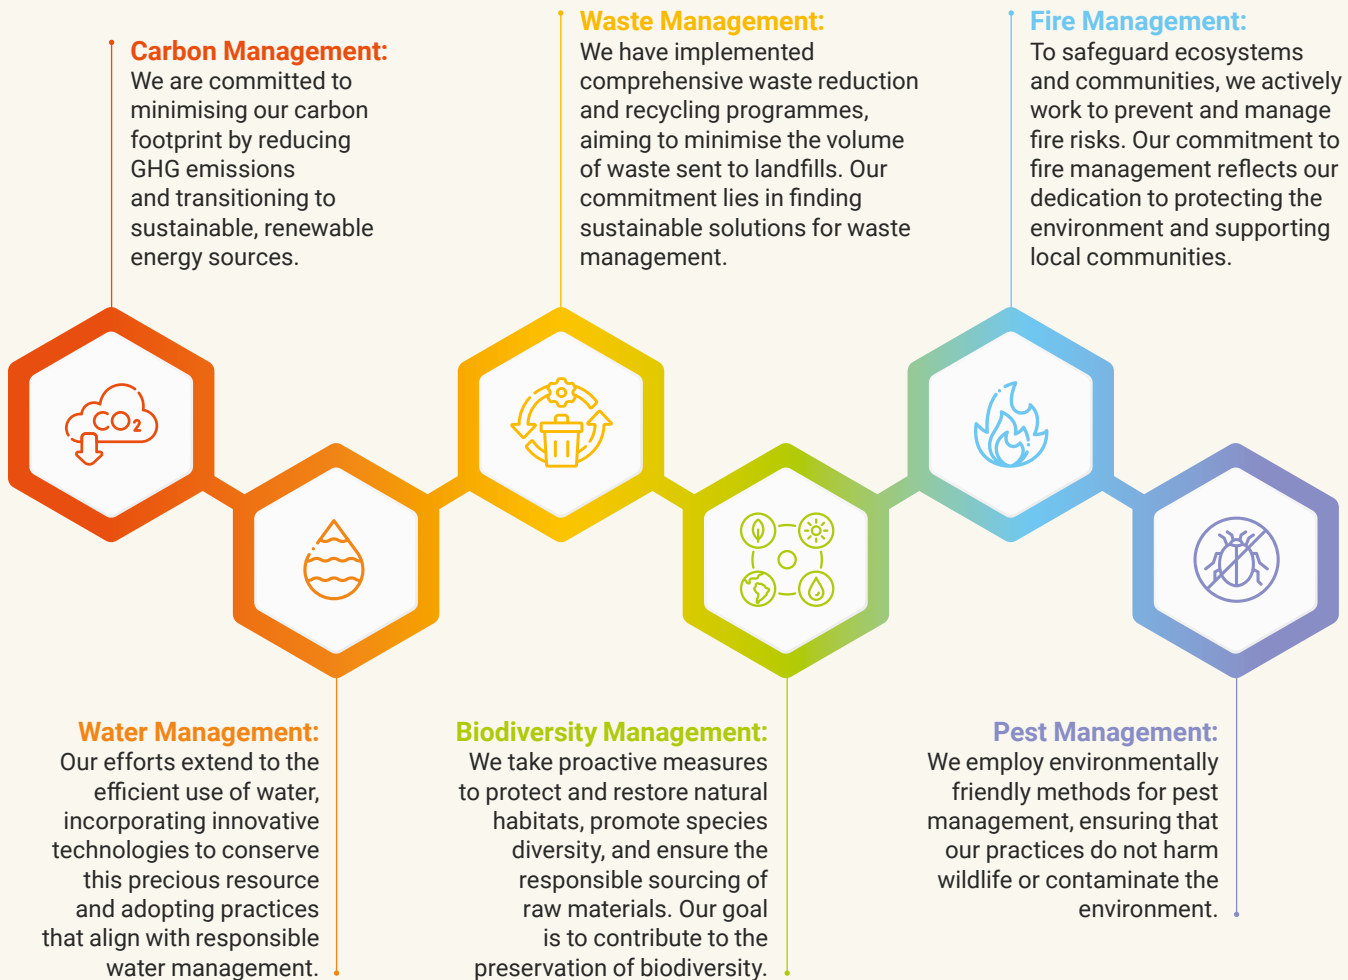 Carbon Management:
We are committed to
minimising our carbon
footprint by reducing
GHG emissions
and transitioning to
sustainable, renewable
energy sources.
Waste Management:
We have implemented
comprehensive waste reduction
and recycling programmes,
aiming to minimise the volume
of waste sent to landfills. Our
commitment lies in finding
sustainable solutions for waste
management.
Fire Management:
To safeguard ecosystems
and communities, we actively
work to prevent and manage
fire risks. Our commitment to
fire management reflects our
dedication to protecting the
environment and supporting
local communities.
CO2
Water Management:
Our efforts extend to the
efficient use of water,
incorporating innovative
technologies to conserve
this precious resource
and adopting practices
that align with responsible
water management.
Biodiversity Management:
We take proactive measures
to protect and restore natural
habitats, promote species
diversity, and ensure the
responsible sourcing of
raw materials. Our goal
is to contribute to the
preservation of biodiversity.
Pest Management:
We employ environmentally
friendly methods for pest
management, ensuring that
our practices do not harm
wildlife or contaminate the
environment.